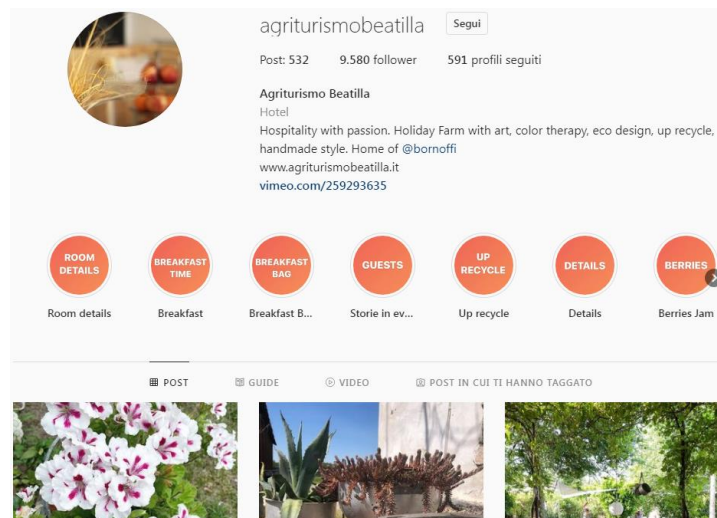 agriturismobeatilla Segui
Post: 532 9.580 follower 591 profili seguiti
Agriturismo Beatilla
Hotel
Hospitality with passion. Holiday Farm with art, color therapy, eco design, up recycle,
handmade style. Home of @bornoffi
www.agriturismobeatilla.it
vimeo.com/259293635
ROOM
DETAILS
BREAKFAST
TIME
BREAKFAST
BAG
GUESTS
UP
RECYCLE
DETAILS
BERRIES
Room details Breakfast Breakfast B... Storie in ev... Up recycle Details Berries Jam
POST GUIDE VIDEO POST IN CUI TI HANNO TAGGATO